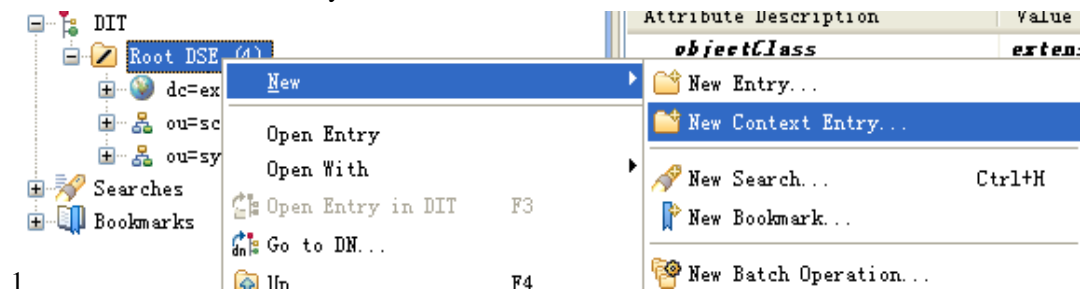 DIT
Root DSE (4)
dc=ex
ou=sc
ou=sy
Searches
Bookmarks
New
Open Entry
Open With
Open Entry in DIT F3
Go to DN...
Up F4
Attribute Description Value
objectClass exten
New Entry...
New Context Entry...
New Search... Ctrl+H
New Bookmark...
New Batch Operation...
1